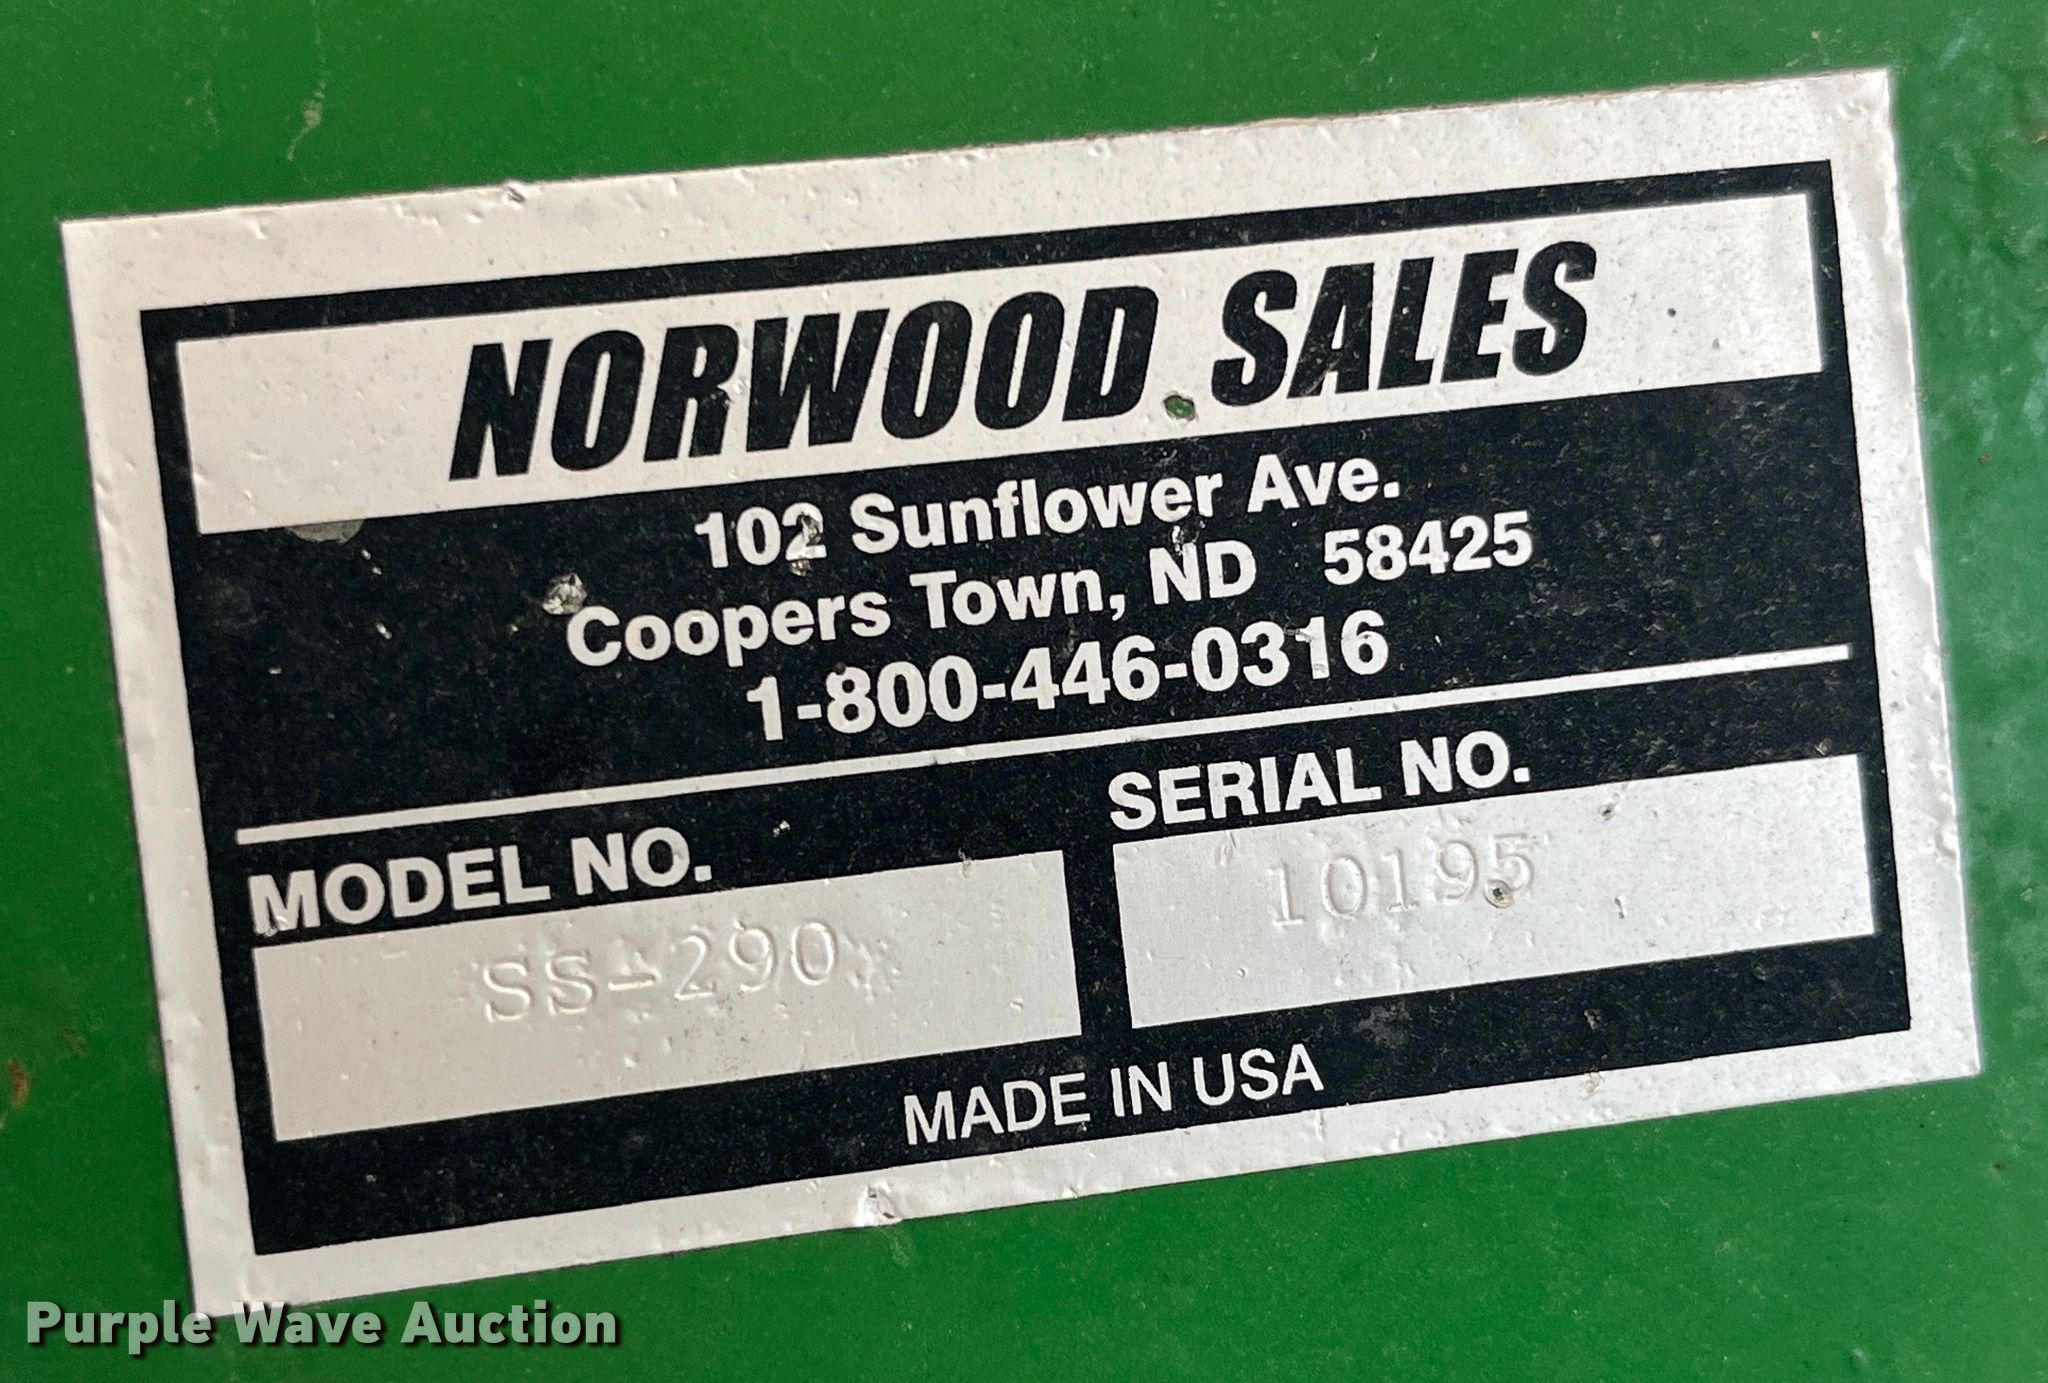 NORWOOD SALES
102 Sunflower Ave.
Coopers Town, ND 58425
1-800-446-0316
MODEL NO.
SS-290
SERIAL NO.
10195
MADE IN USA
Purple Wave Auction